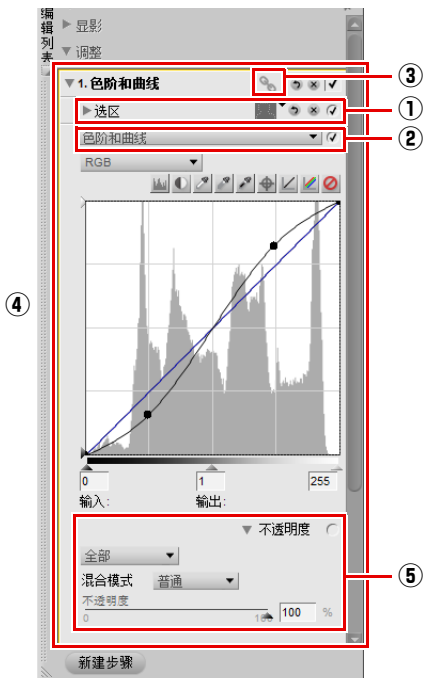 编辑列表
▶ 显影
▼ 调整
▼ 1. 色阶和曲线
③
▶ 选区
①
色阶和曲线
②
RGB
④
0
1
255
输入:
输出:
▼ 不透明度
全部
⑤
混合模式 普通
不透明度
0
100
100 %
新建步骤